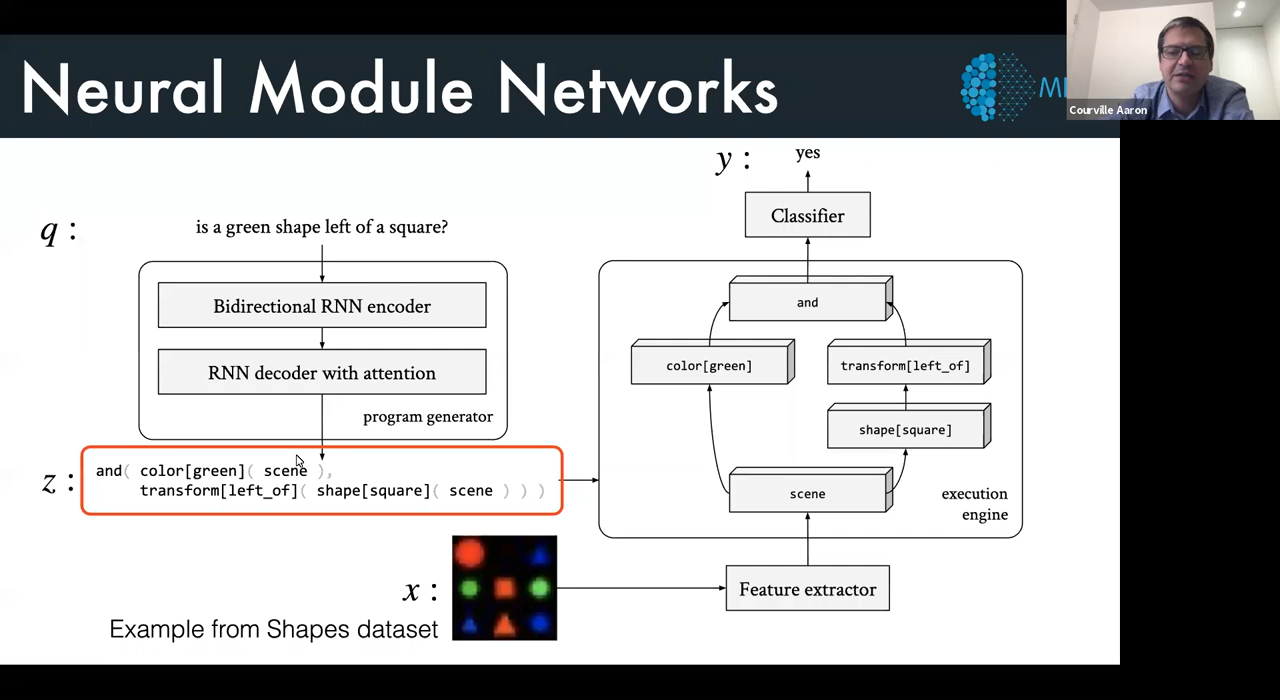 Neural Module Networks
M
Courville Aaron
y :
yes
Classifier
q :
is a green shape left of a square?
Bidirectional RNN encoder
RNN decoder with attention
program generator
and
color[green]
transform[left_of]
shape[square]
scene
execution
engine
z :
and( color[green]( scene ),
transform[left_of]( shape[square]( scene ) ) )
x :
Feature extractor
Example from Shapes dataset